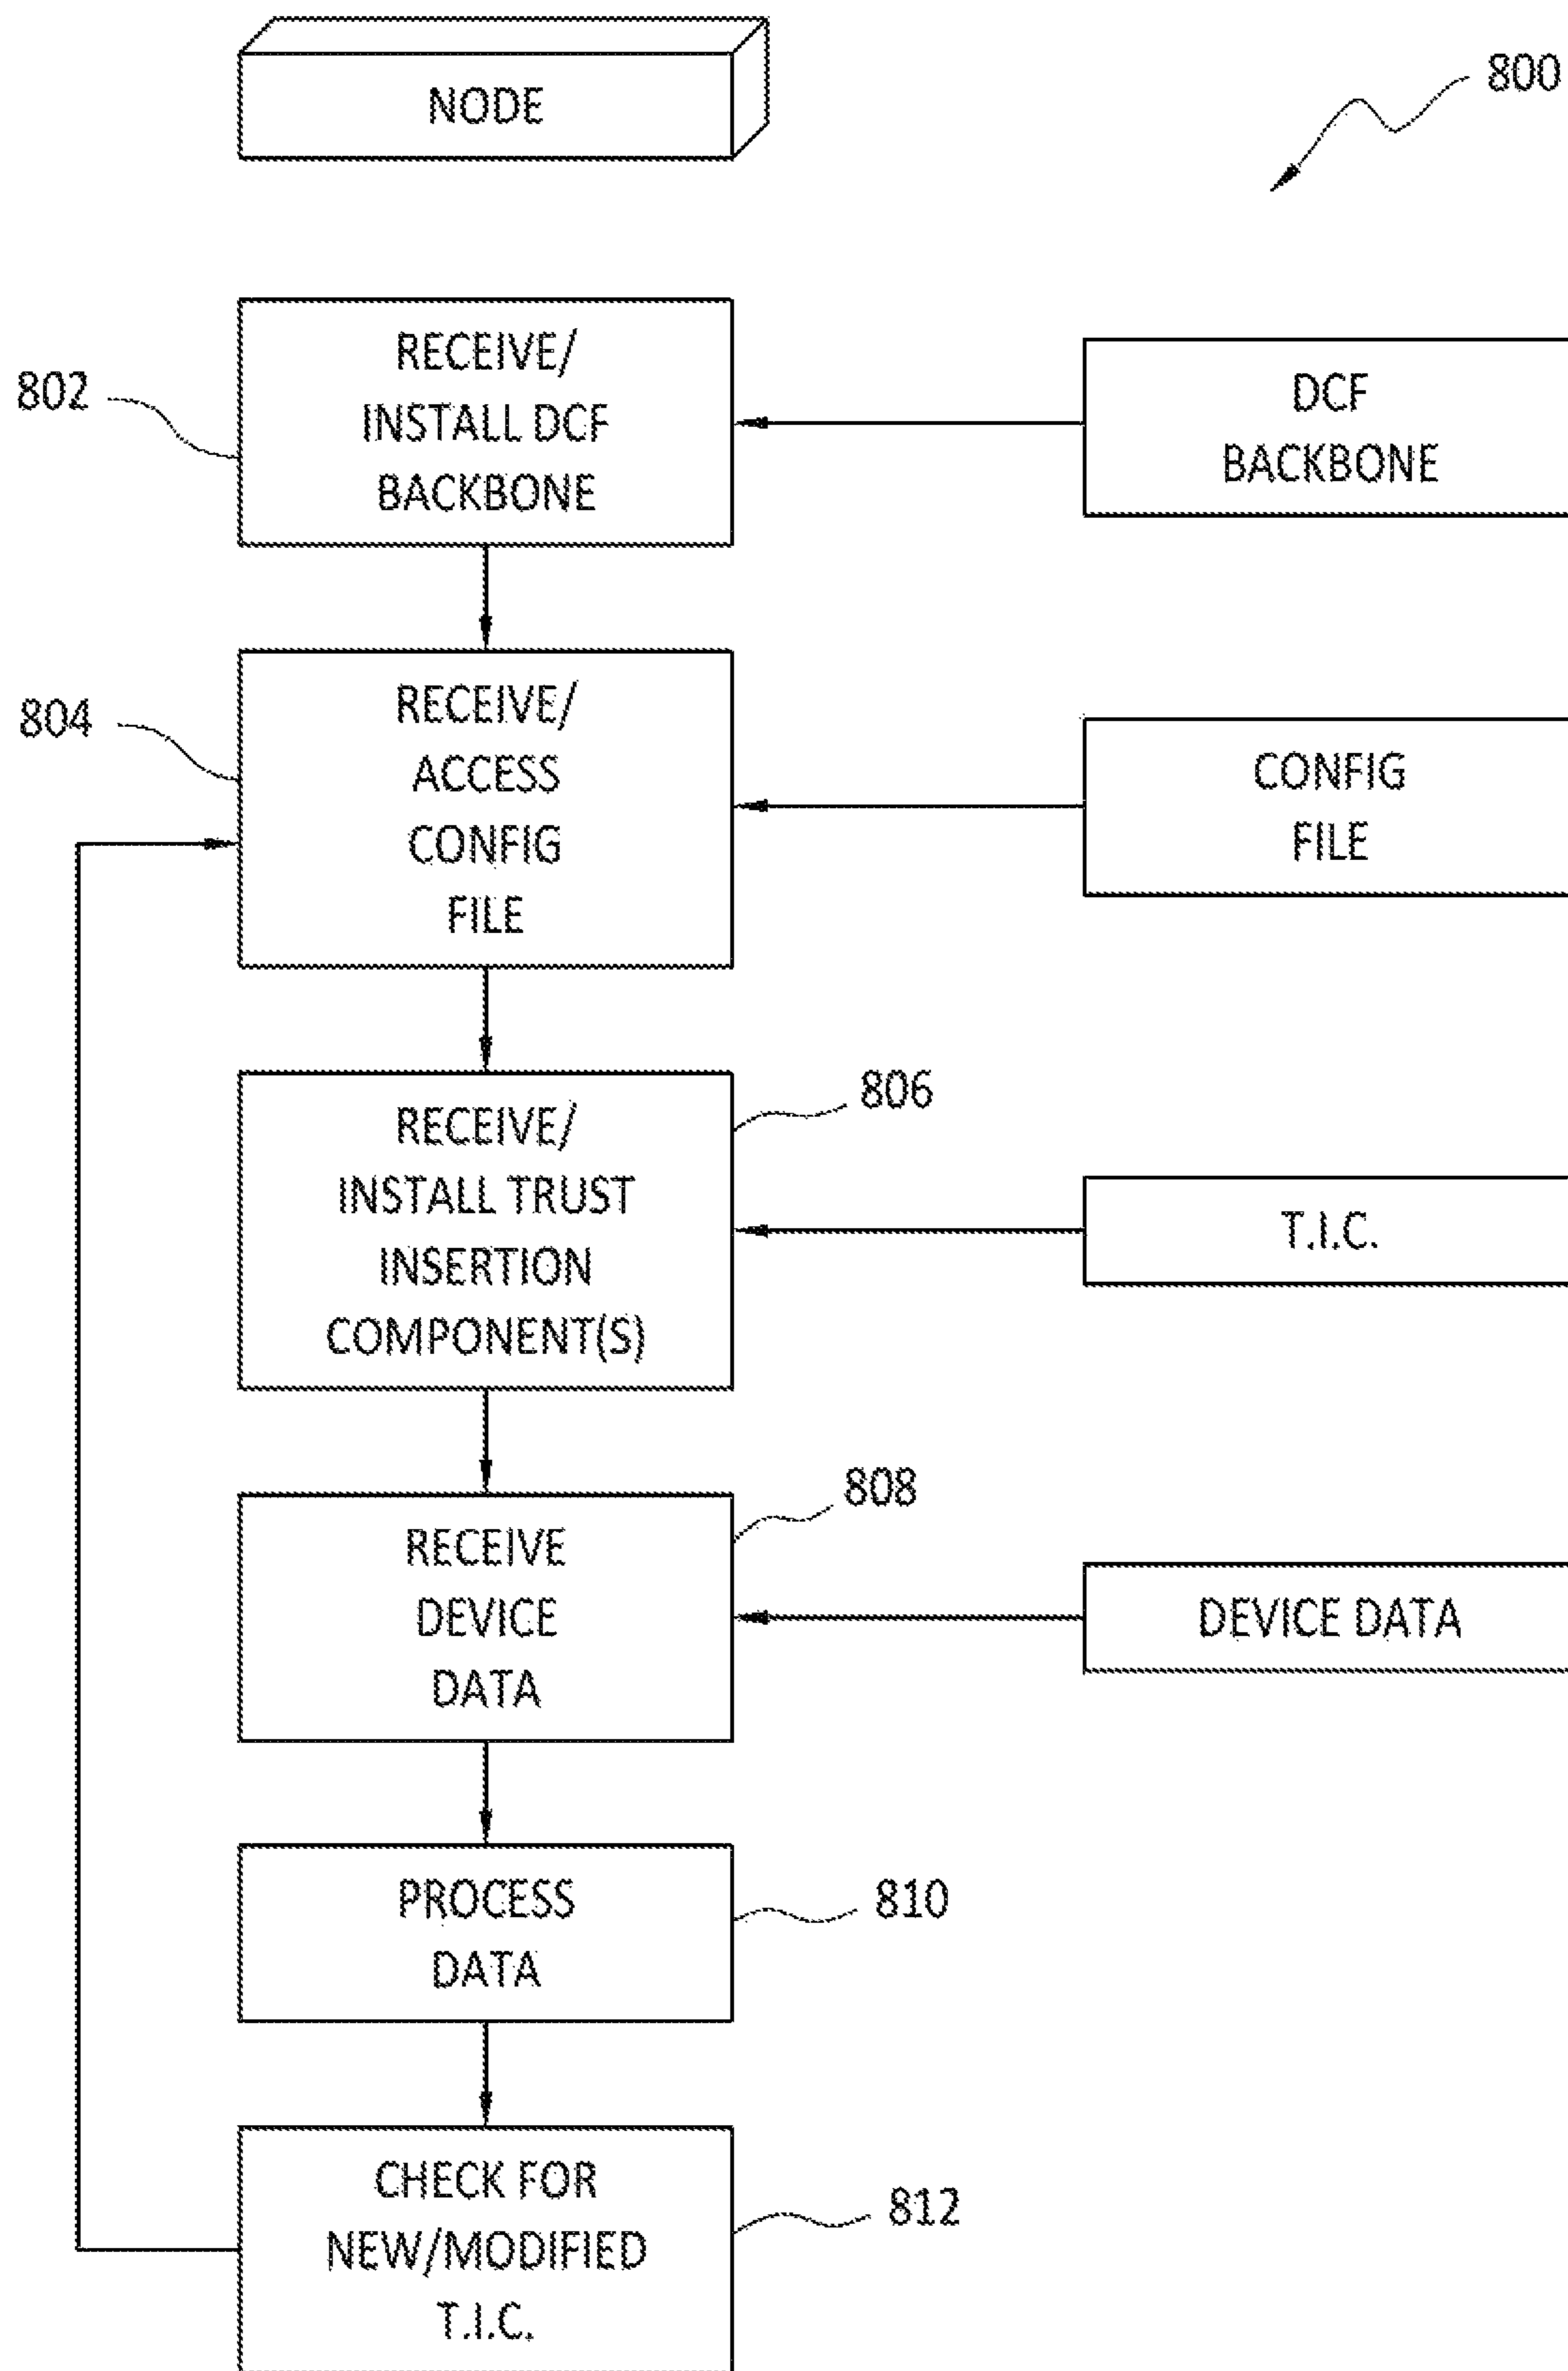 NODE
800
802
RECEIVE/
INSTALL DCF
BACKBONE
DCF
BACKBONE
804
RECEIVE/
ACCESS
CONFIG
FILE
CONFIG
FILE
806
RECEIVE/
INSTALL TRUST
INSERTION
COMPONENT(S)
T.I.C.
808
RECEIVE
DEVICE
DATA
DEVICE DATA
PROCESS
DATA
810
CHECK FOR
NEW/MODIFIED
T.I.C.
812